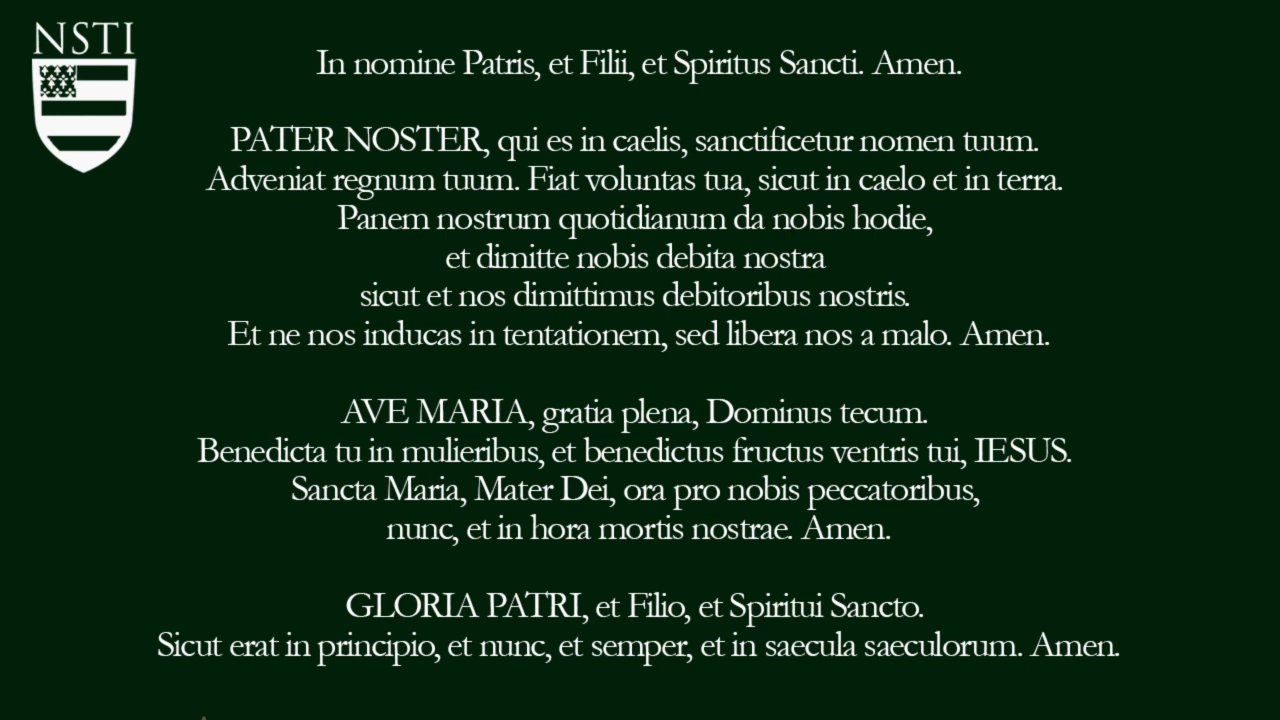 NSTI
In nomine Patris, et Filii, et Spiritus Sancti. Amen.
PATER NOSTER, qui es in caelis, sanctificetur nomen tuum.
Adveniat regnum tuum. Fiat voluntas tua, sicut in caelo et in terra.
Panem nostrum quotidianum da nobis hodie,
et dimitte nobis debita nostra
sicut et nos dimittimus debitoribus nostris.
Et ne nos inducas in tentationem, sed libera nos a malo. Amen.
AVE MARIA, gratia plena, Dominus tecum.
Benedicta tu in mulieribus, et benedictus fructus ventris tui, IESUS.
Sancta Maria, Mater Dei, ora pro nobis peccatoribus,
nunc, et in hora mortis nostrae. Amen.
GLORIA PATRI, et Filio, et Spiritui Sancto.
Sicut erat in principio, et nunc, et semper, et in saecula saeculorum. Amen.